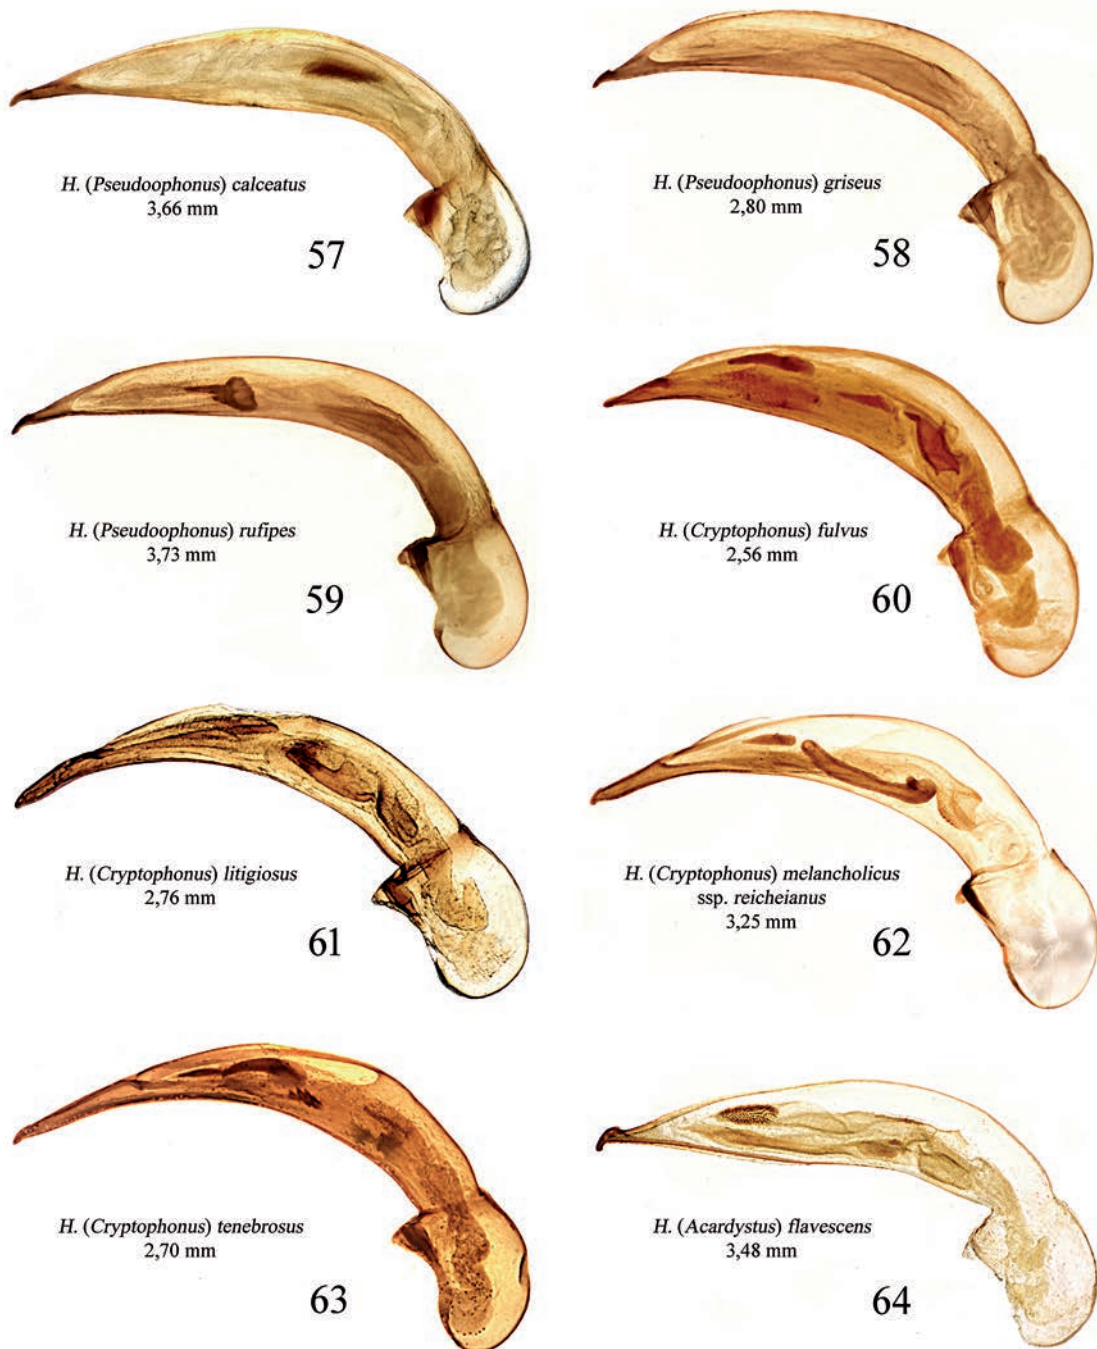 H. (Pseudoophonus) calceatus
3,66 mm
57
H. (Pseudoophonus) griseus
2,80 mm
58
H. (Pseudoophonus) rufipes
3,73 mm
59
H. (Cryptophonus) fulvus
2,56 mm
60
H. (Cryptophonus) litigiosus
2,76 mm
61
H. (Cryptophonus) melancholicus
ssp. reicheianus
3,25 mm
62
H. (Cryptophonus) tenebrosus
2,70 mm
63
H. (Acardystus) flavescens
3,48 mm
64